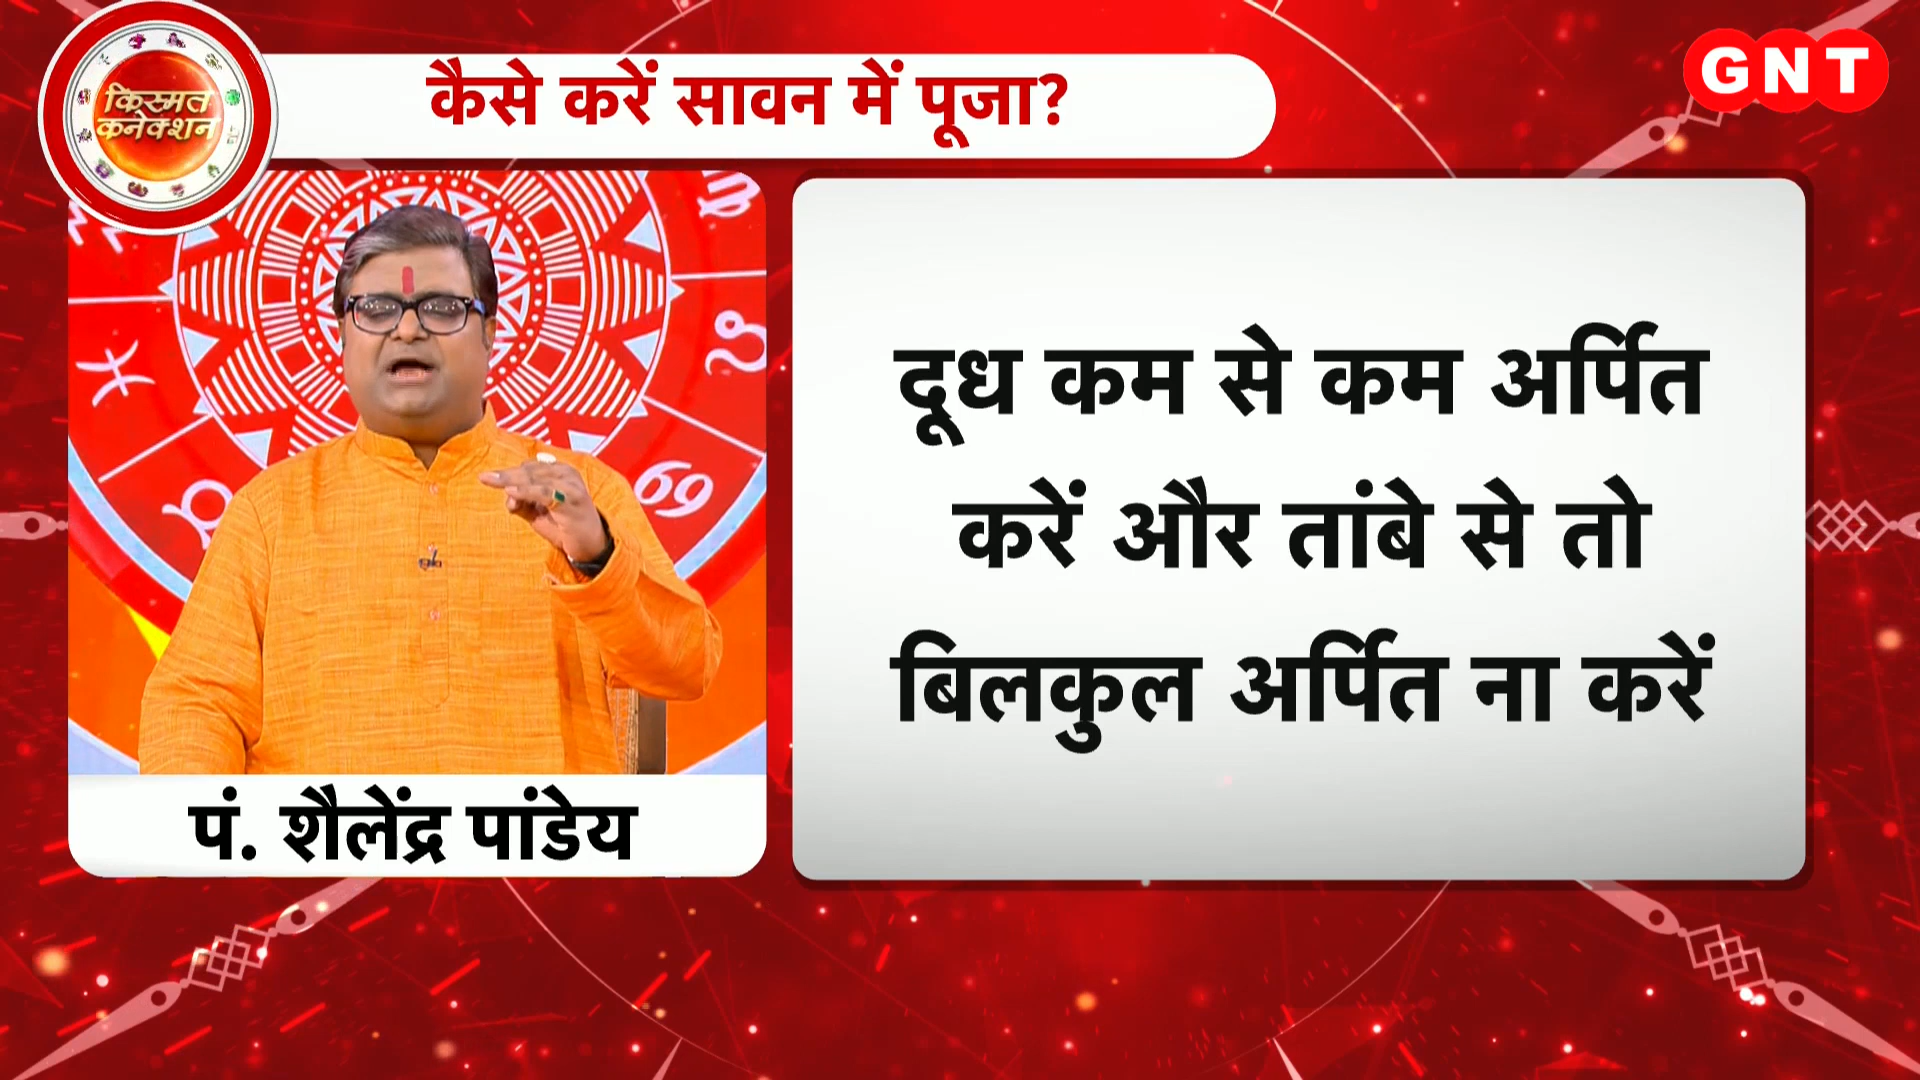 किस्मत
कनेक्शन
कैसे करें सावन में पूजा?
GNT
दूध कम से कम अर्पित
करें और तांबे से तो
बिलकुल अर्पित ना करें
पं. शैलेंद्र पांडेय